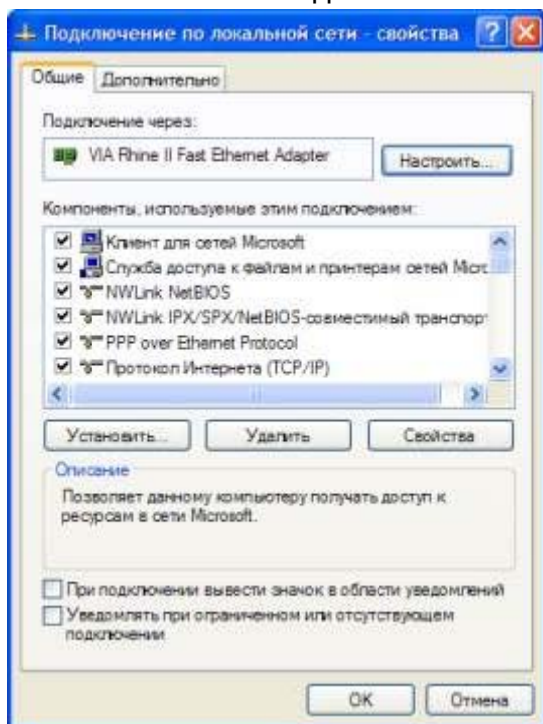 Подключение по локальной сети - свойства
Общие Дополнительно
Подключение через:
VIA Rhine II Fast Ethernet Adapter Настроить...
Компоненты, используемые этим подключением:
Клиент для сетей Microsoft
Служба доступа к файлам и принтерам сетей Micr
NWLink NetBIOS
NWLink IPX/SPX/NetBIOS-совместимый транспорт
PPP over Ethernet Protocol
Протокол Интернета (TCP/IP)
Установить... Удалить Свойства
Описание
Позволяет данному компьютеру получать доступ к
ресурсам в сети Microsoft.
При подключении вывести значок в области уведомлений
Уведомлять при ограниченном или отсутствующем
подключении
OK Отмена